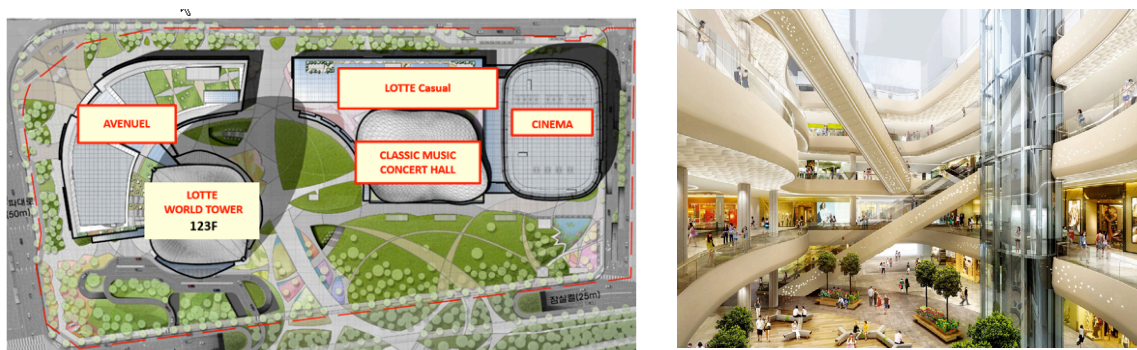 AVENUEL
LOTTE Casual
CINEMA
CLASSIC MUSIC
CONCERT HALL
LOTTE
WORLD TOWER
123F
(50m)
잠실길(25m)